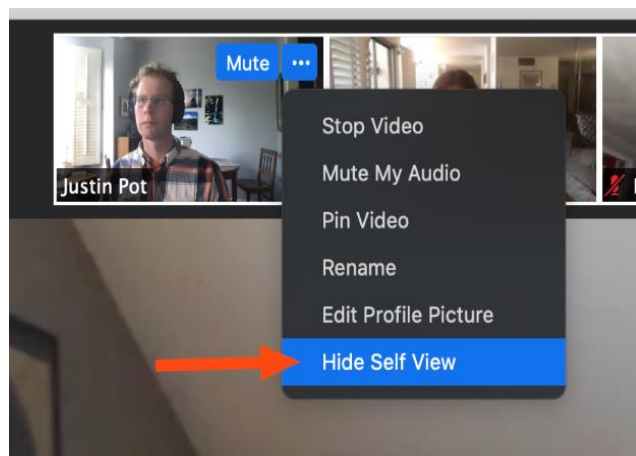 Mute ...
Justin Pot
Stop Video
Mute My Audio
Pin Video
Rename
Edit Profile Picture
Hide Self View